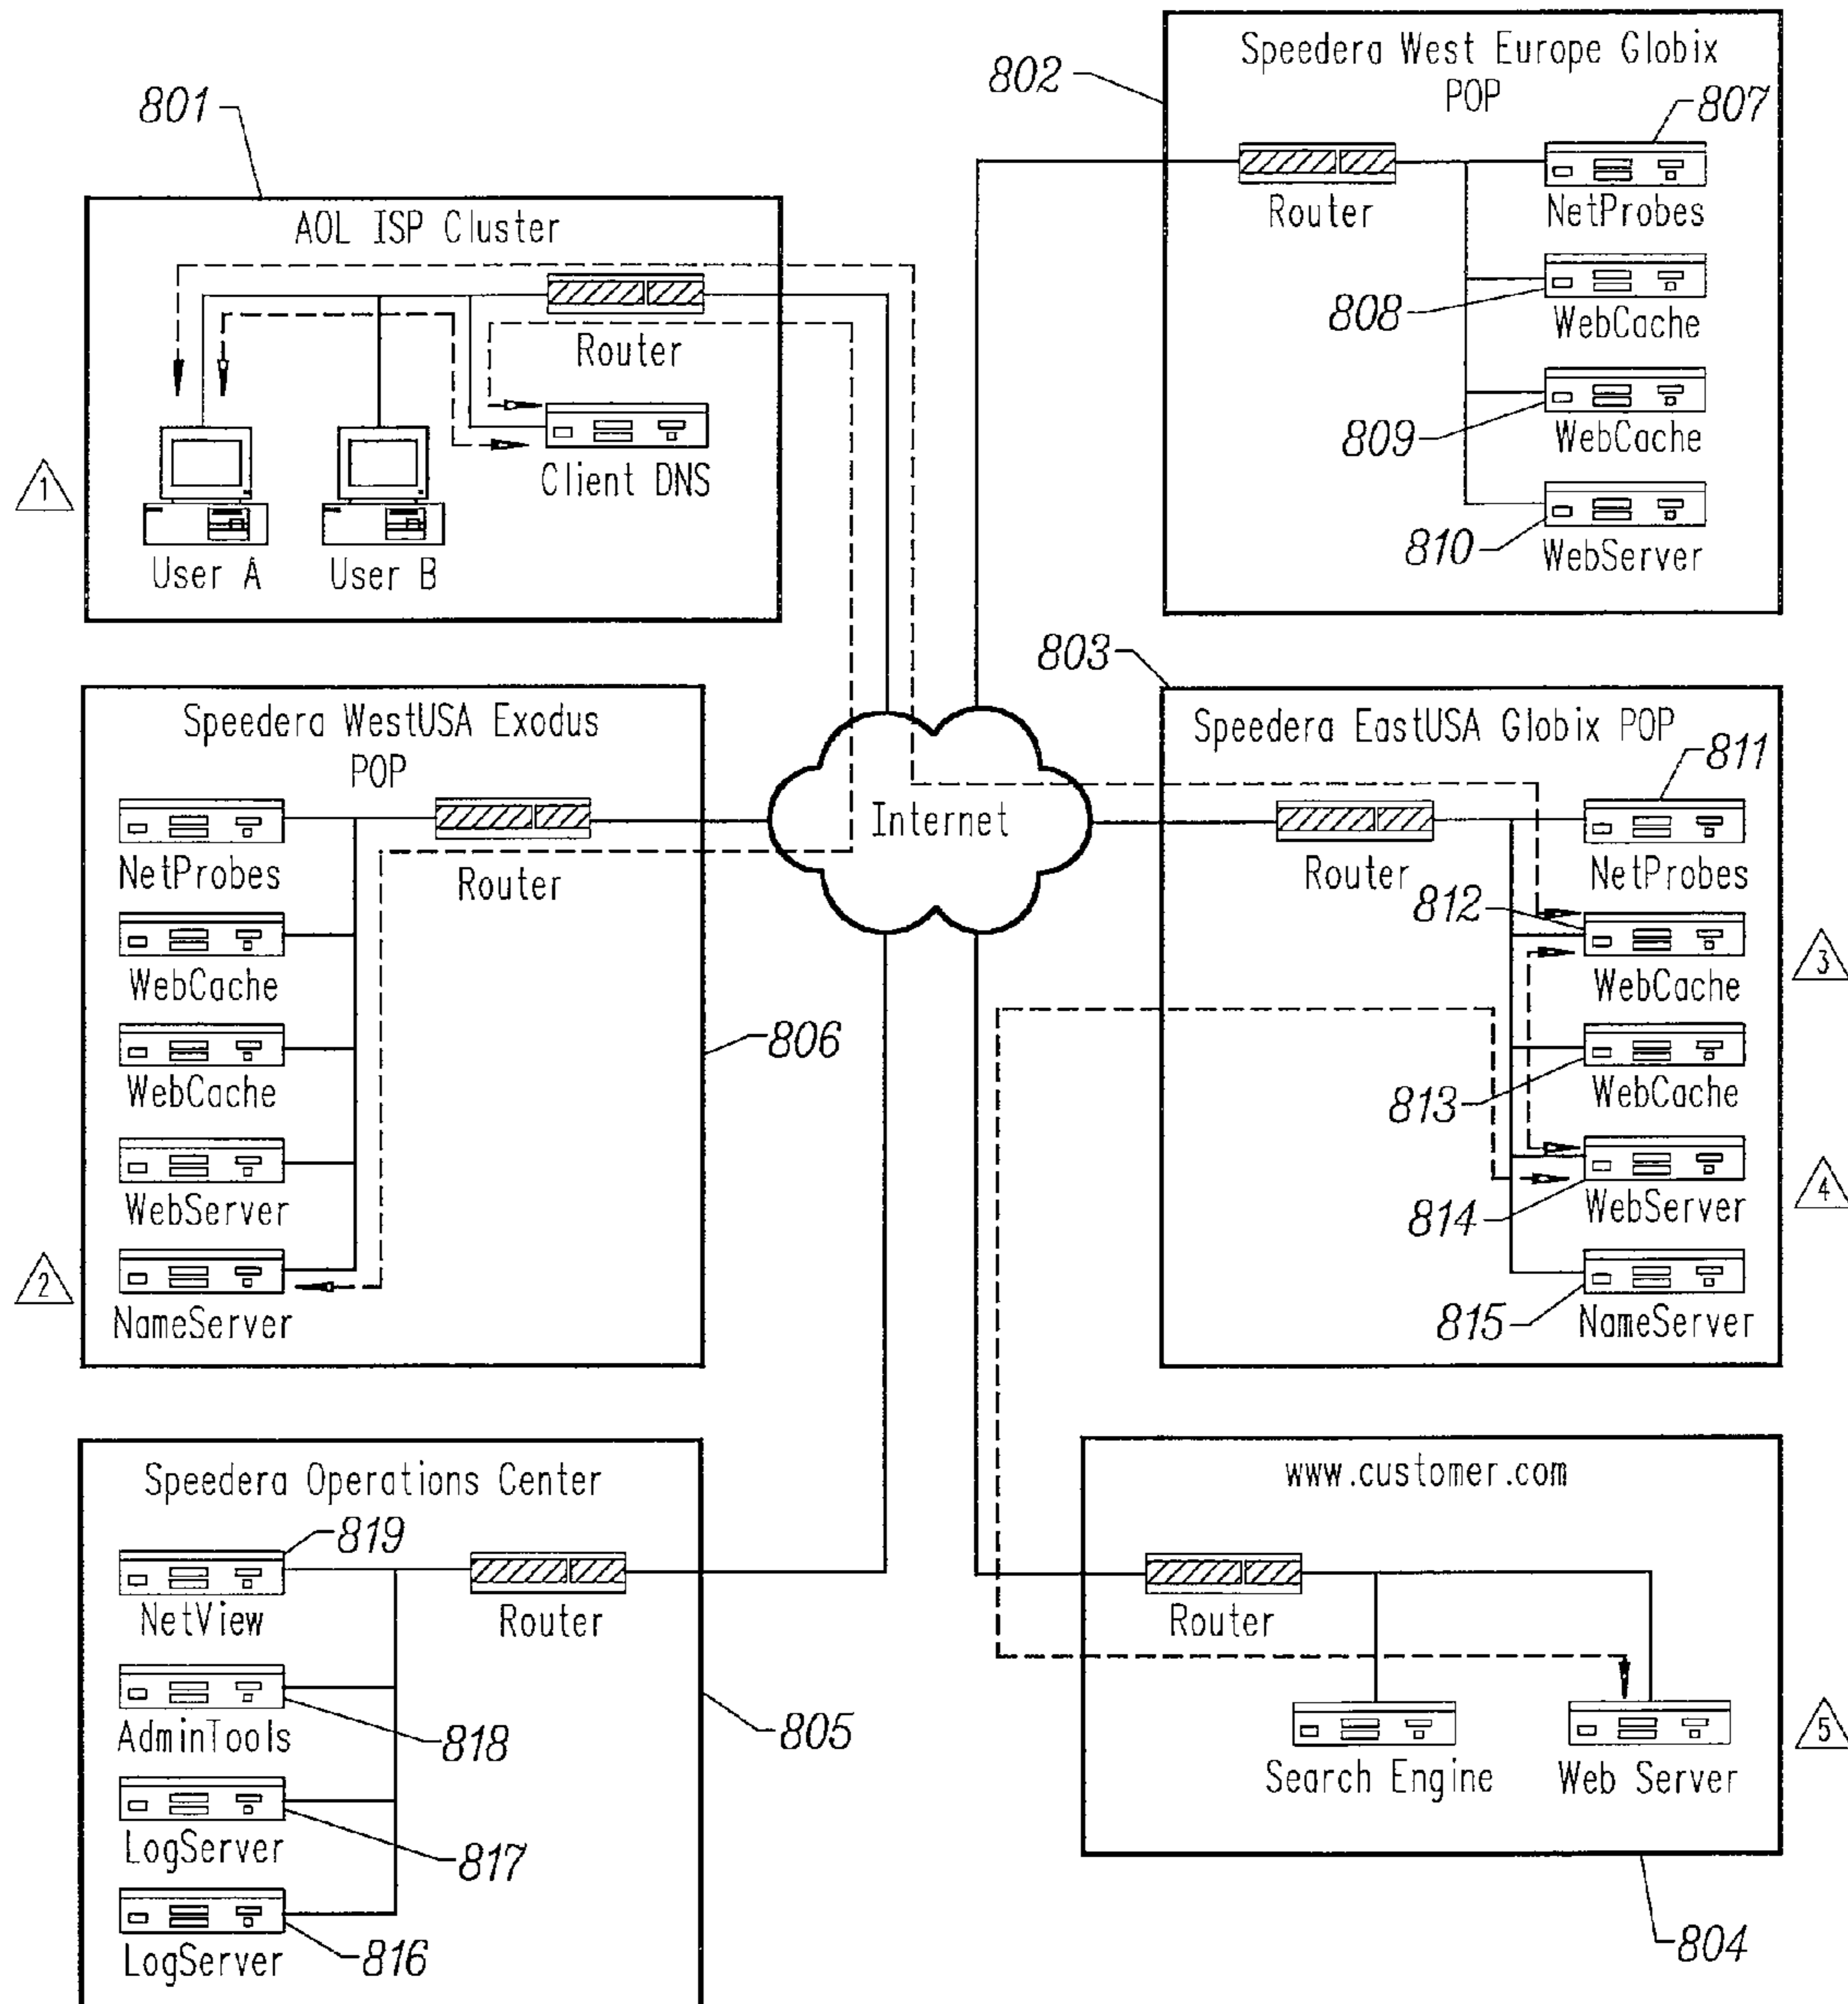 801
AOL ISP Cluster
Router
Client DNS
1
User A
User B
802
Speedera West Europe Globix
POP
807
Router
NetProbes
808
WebCache
809
WebCache
810
WebServer
Speedera WestUSA Exodus
POP
NetProbes
Router
WebCache
WebCache
806
WebServer
2
NameServer
Internet
803
Speedera EastUSA Globix POP
811
Router
NetProbes
812
3
WebCache
813
WebCache
4
814
WebServer
815
NameServer
Speedera Operations Center
819
NetView
Router
AdminTools
818
805
LogServer
817
LogServer
816
www.customer.com
Router
5
Search Engine
Web Server
804